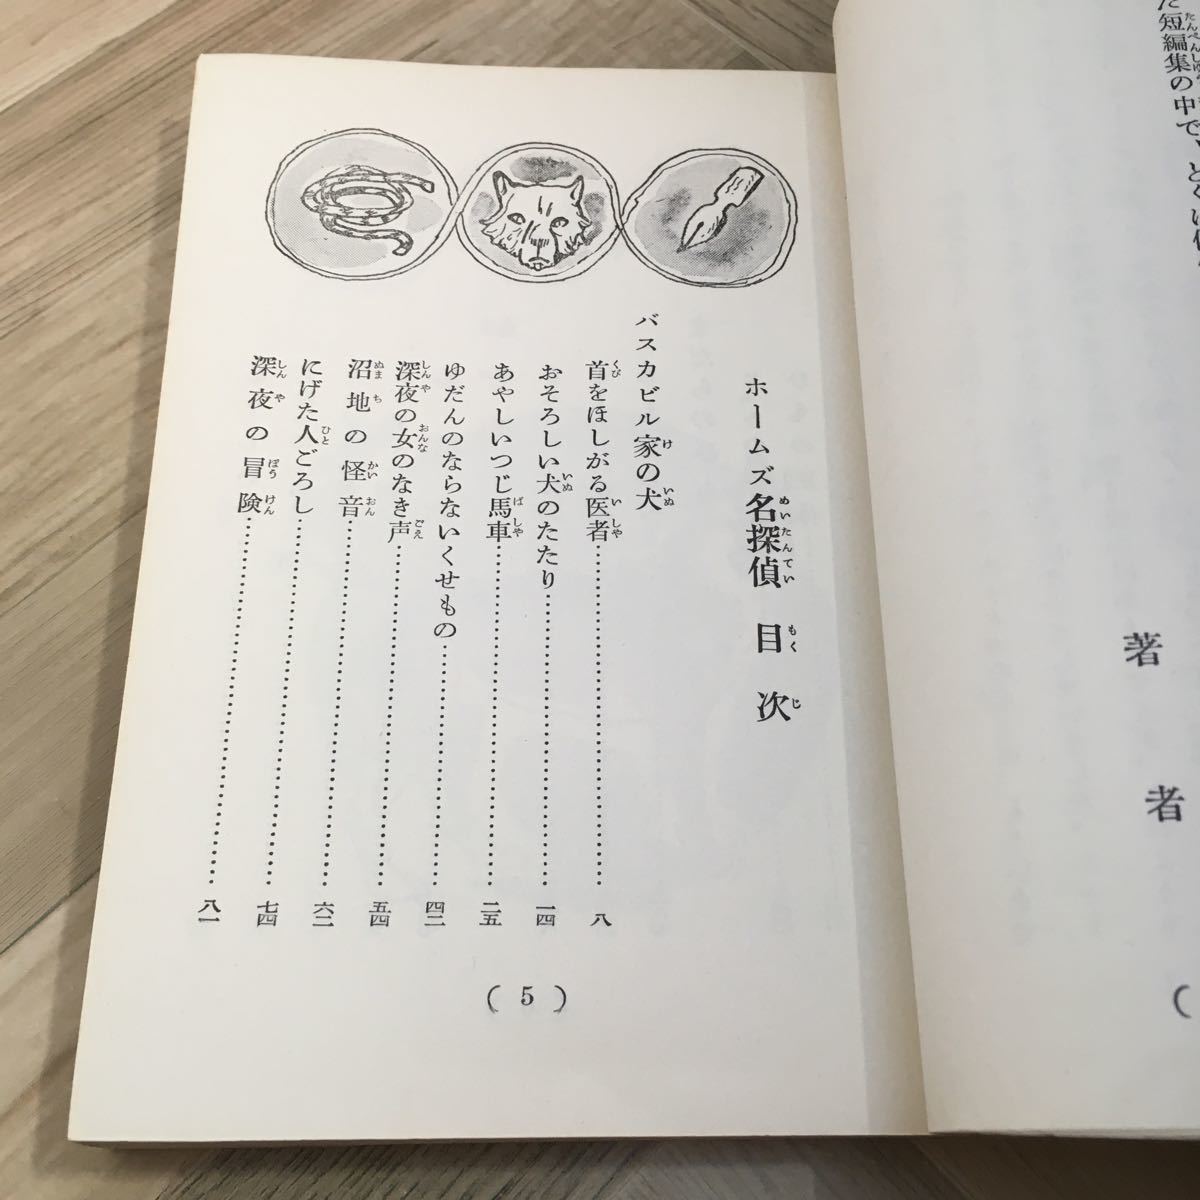 短編集の中で、と
著者
(
ホームズ名探偵 目次
バスカビル家の犬
首をほしがる医者……八
おそろしい犬のたたり……一四
あやしいつじ馬車……二五
ゆだんのならないくせもの……四二
深夜の女のなき声……五四
沼地の怪音……六二
にげた人ごろし……七四
深夜の冒険……八一
( 5 )